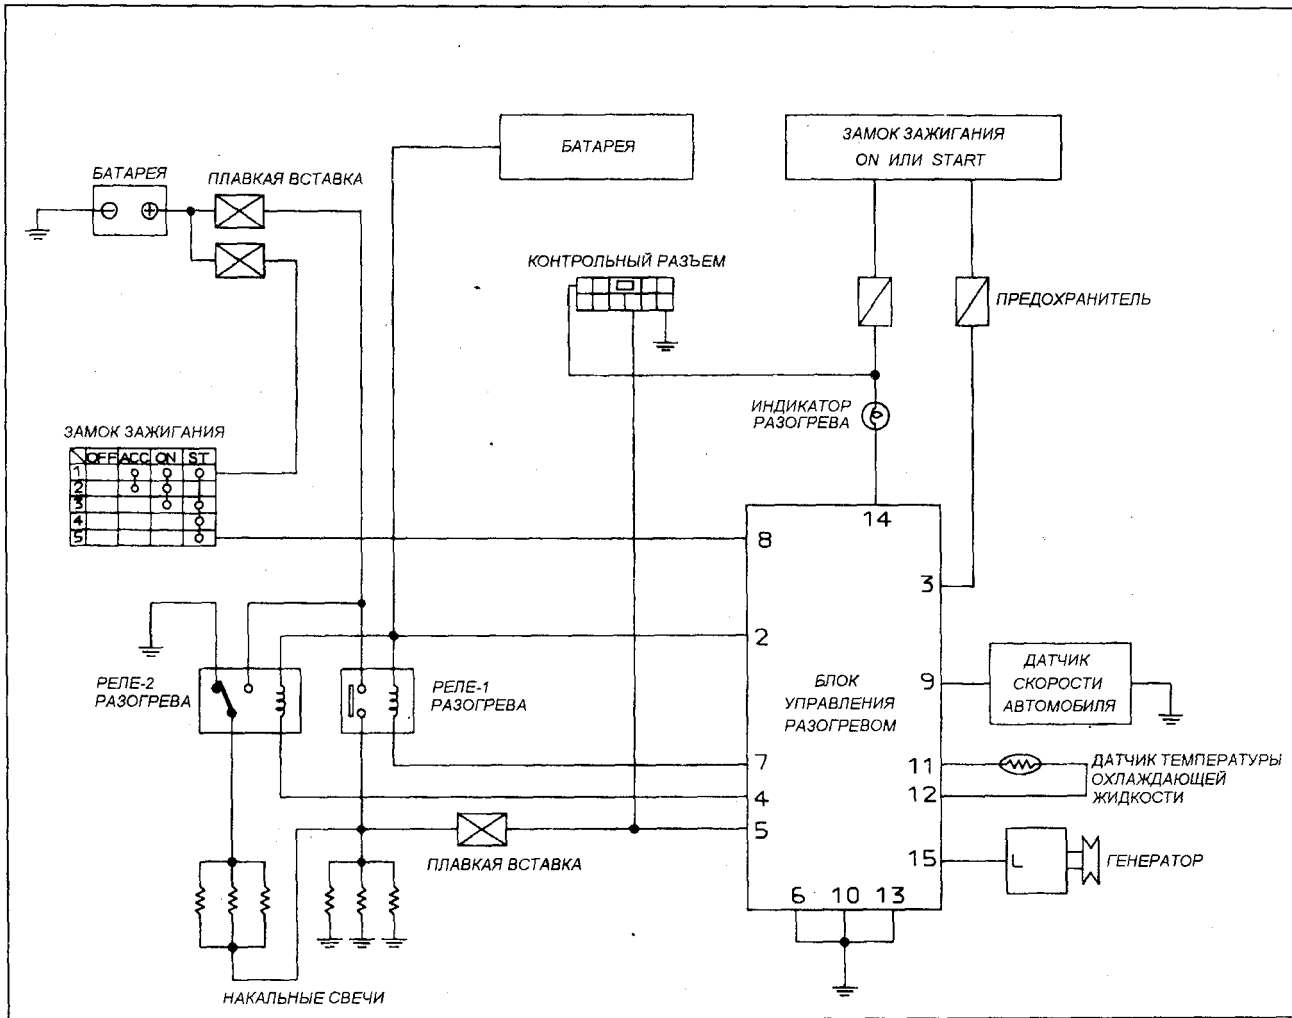 БАТАРЕЯ
ЗАМОК ЗАЖИГАНИЯ
ON ИЛИ START
БАТАРЕЯ
ПЛАВКАЯ ВСТАВКА
КОНТРОЛЬНЫЙ РАЗЪЕМ
ПРЕДОХРАНИТЕЛЬ
ИНДИКАТОР
РАЗОГРЕВА
ЗАМОК ЗАЖИГАНИЯ
OFF ACC ON ST
1
2
3
4
5
14
8
3
2
РЕЛЕ-2
РАЗОГРЕВА
РЕЛЕ-1
РАЗОГРЕВА
БЛОК
УПРАВЛЕНИЯ
РАЗОГРЕВОМ
9
ДАТЧИК
СКОРОСТИ
АВТОМОБИЛЯ
7
4
5
11
12
ДАТЧИК ТЕМПЕРАТУРЫ
ОХЛАЖДАЮЩЕЙ
ЖИДКОСТИ
ПЛАВКАЯ ВСТАВКА
15
L
ГЕНЕРАТОР
6 10 13
НАКАЛЬНЫЕ СВЕЧИ